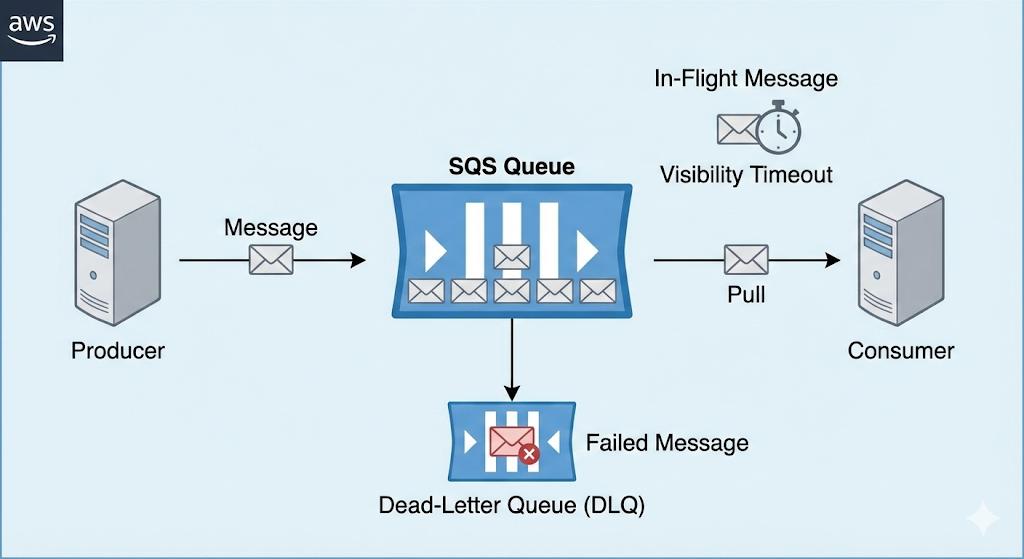 aws
In-Flight Message
Visibility Timeout
SQS Queue
Message
Pull
Producer
Consumer
Failed Message
Dead-Letter Queue (DLQ)